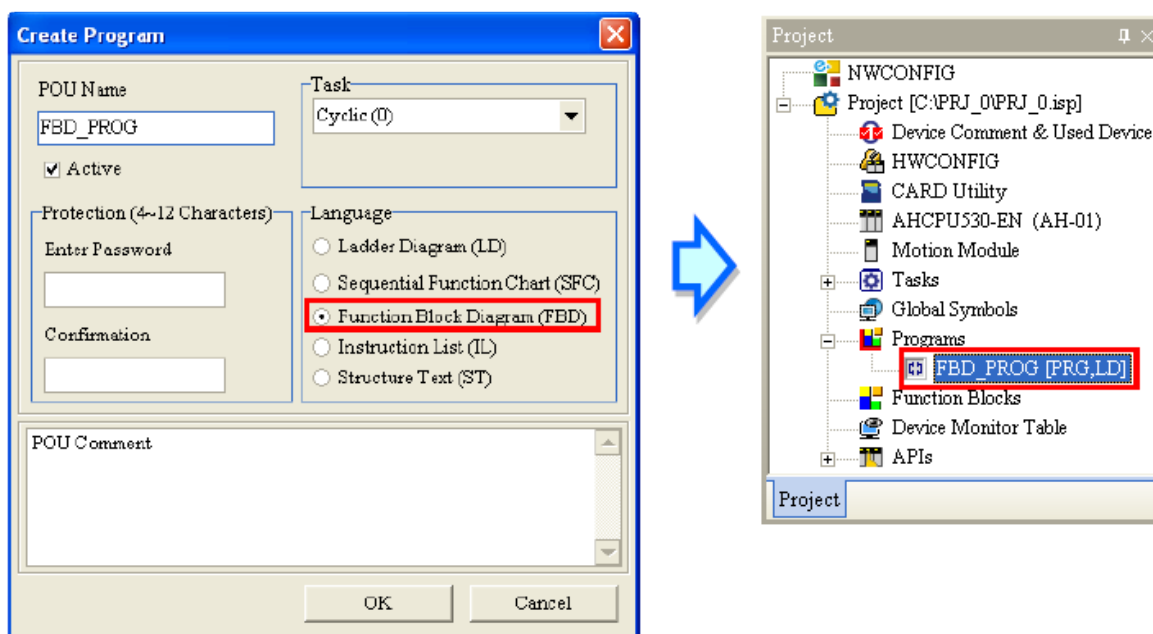 Create Program
POU Name
FBD_PROG
Active
Task
Cyclic (0)
Protection (4~12 Characters)
Enter Password
Confirmation
Language
Ladder Diagram (LD)
Sequential Function Chart (SFC)
Function Block Diagram (FBD)
Instruction List (IL)
Structure Text (ST)
POU Comment
OK
Cancel
Project
NWCONFIG
Project [C:\PRJ_0\PRJ_0.isp]
Device Comment & Used Device
HWCONFIG
CARD Utility
AHCPU530-EN (AH-01)
Motion Module
Tasks
Global Symbols
Programs
FBD_PROG [PRG,LD]
Function Blocks
Device Monitor Table
APIs
Project